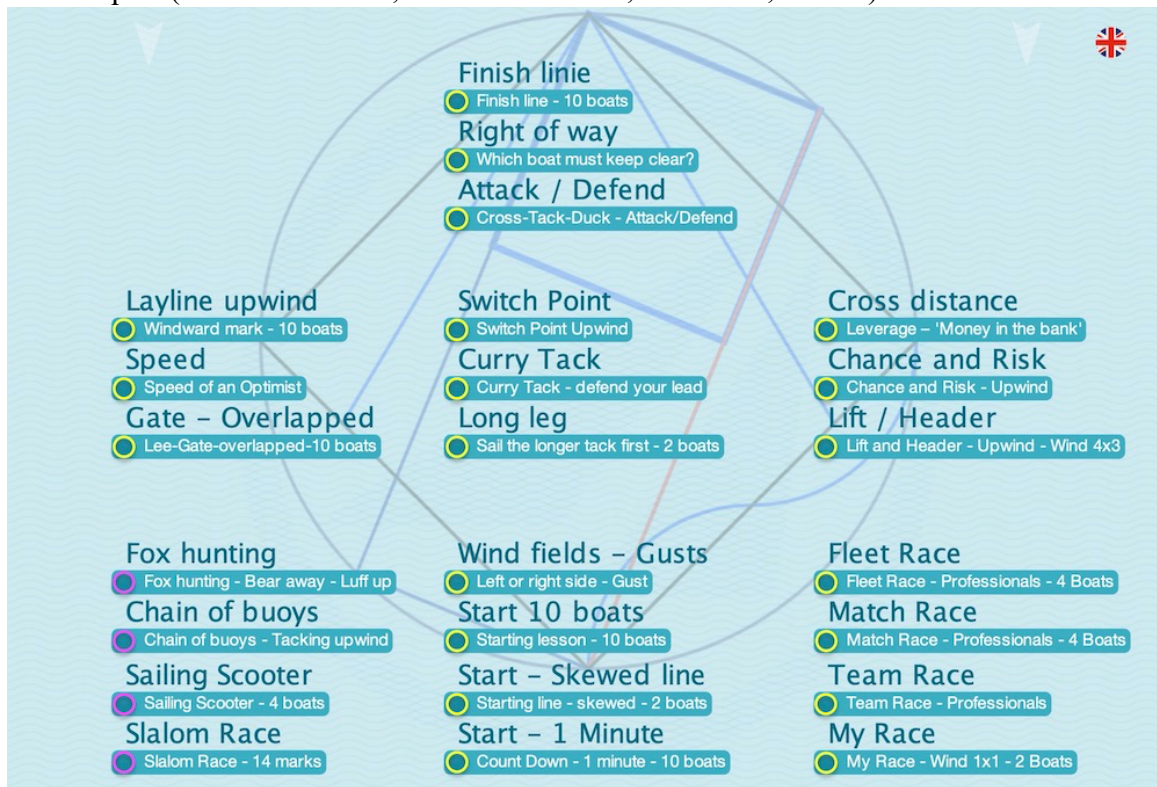 Finish linie
Finish line - 10 boats
Right of way
Which boat must keep clear?
Attack / Defend
Cross-Tack-Duck - Attack/Defend
Layline upwind
Windward mark - 10 boats
Speed
Speed of an Optimist
Gate – Overlapped
Lee-Gate-overlapped-10 boats
Switch Point
Switch Point Upwind
Curry Tack
Curry Tack - defend your lead
Long leg
Sail the longer tack first - 2 boats
Cross distance
Leverage – 'Money in the bank'
Chance and Risk
Chance and Risk - Upwind
Lift / Header
Lift and Header - Upwind - Wind 4x3
Fox hunting
Fox hunting - Bear away - Luff up
Chain of buoys
Chain of buoys - Tacking upwind
Sailing Scooter
Sailing Scooter - 4 boats
Slalom Race
Slalom Race - 14 marks
Wind fields – Gusts
Left or right side - Gust
Start 10 boats
Starting lesson - 10 boats
Start – Skewed line
Starting line - skewed - 2 boats
Start – 1 Minute
Count Down - 1 minute - 10 boats
Fleet Race
Fleet Race - Professionals - 4 Boats
Match Race
Match Race - Professionals - 4 Boats
Team Race
Team Race - Professionals
My Race
My Race - Wind 1x1 - 2 Boats